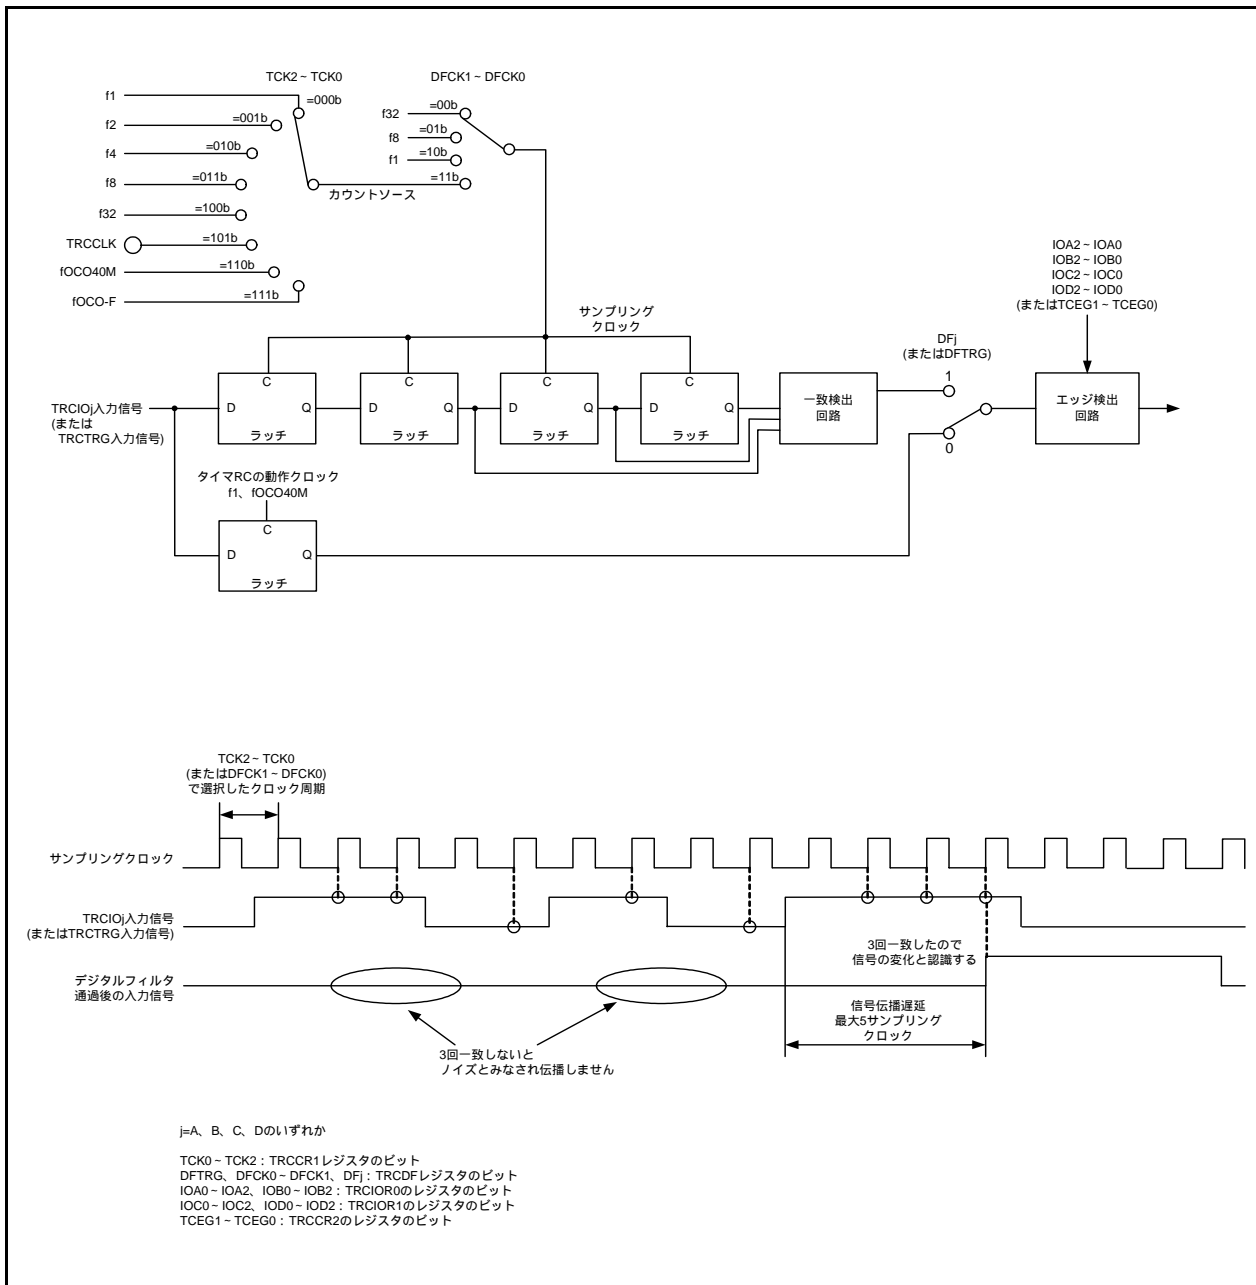 TCK2～TCK0
DFCK1～DFCK0
f1
=000b
f2
=001b
f4
=010b
f8
=011b
f32
=100b
TRCCLK
=101b
fOCO40M
=110b
fOCO-F
=111b
カウントソース
f32
=00b
f8
=01b
f1
=10b
=11b
サンプリング
クロック
IOA2～IOA0
IOB2～IOB0
IOC2～IOC0
IOD2～IOD0
(またはTCEG1～TCEG0)
DFj
(またはDFTRG)
1
0
TRCIOj入力信号
(または
TRCTRG入力信号)
C
D
Q
ラッチ
C
D
Q
ラッチ
C
D
Q
ラッチ
C
D
Q
ラッチ
一致検出
回路
エッジ検出
回路
タイマRCの動作クロック
f1、fOCO40M
C
D
Q
ラッチ
TCK2～TCK0
(またはDFCK1～DFCK0)
で選択したクロック周期
サンプリングクロック
TRCIOj入力信号
(またはTRCTRG入力信号)
3回一致したので
信号の変化と認識する
デジタルフィルタ
通過後の入力信号
信号伝播遅延
最大5サンプリング
クロック
3回一致しないと
ノイズとみなされ伝播しません
j=A、B、C、Dのいずれか
TCK0～TCK2：TRCCR1レジスタのビット
DFTRG、DFCK0～DFCK1、DFj：TRCDFレジスタのビット
IOA0～IOA2、IOB0～IOB2：TRCIOR0のレジスタのビット
IOC0～IOC2、IOD0～IOD2：TRCIOR1のレジスタのビット
TCEG1～TCEG0：TRCCR2のレジスタのビット